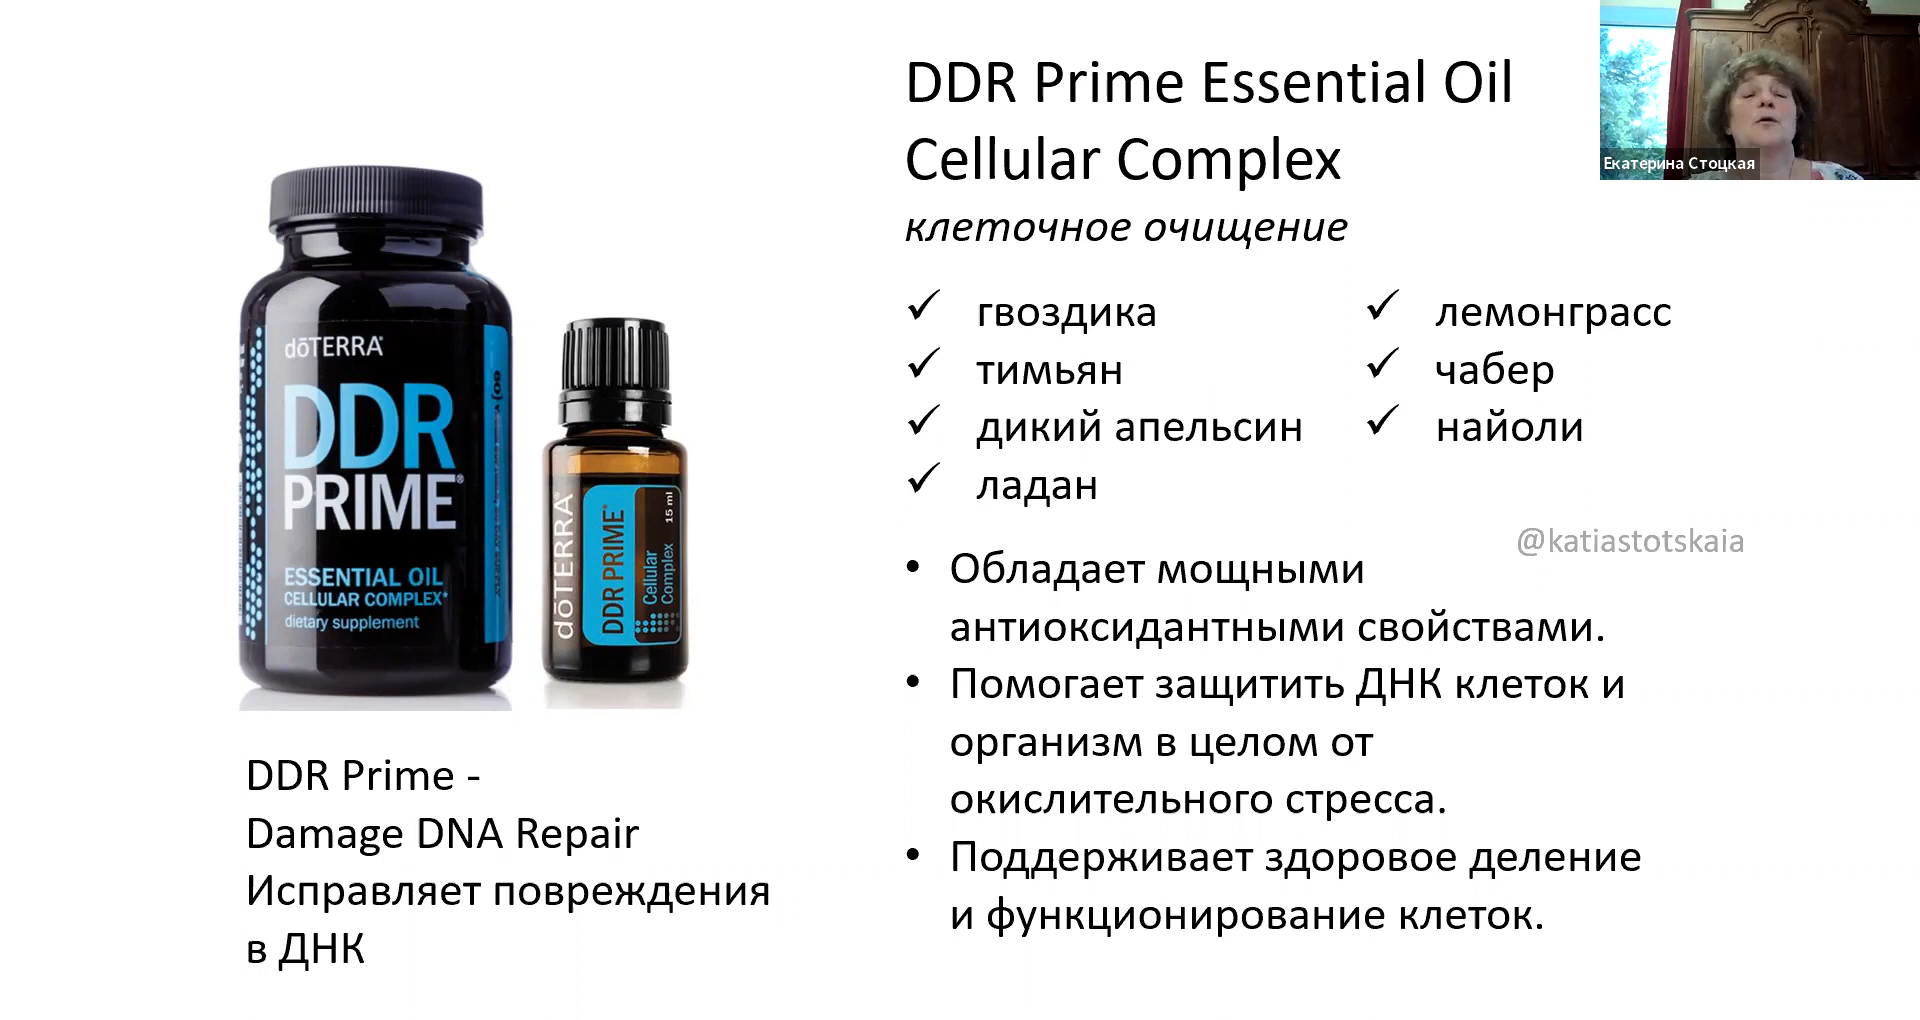 DDR Prime Essential Oil
Cellular Complex
клеточное очищение
✓ гвоздика
✓ тимьян
✓ дикий апельсин
✓ ладан
✓ лемонграсс
✓ чабер
✓ найоли
@katiastotskaia
• Обладает мощными
антиоксидантными свойствами.
• Помогает защитить ДНК клеток и
организм в целом от
окислительного стресса.
• Поддерживает здоровое деление
и функционирование клеток.
dōTERRA®
DDR
PRIME®
ESSENTIAL OIL
CELLULAR COMPLEX*
dietary supplement
dōTERRA®
DDR PRIME®
Cellular
Complex
15 ml
DDR Prime -
Damage DNA Repair
Исправляет повреждения
в ДНК
Екатерина Стоцкая